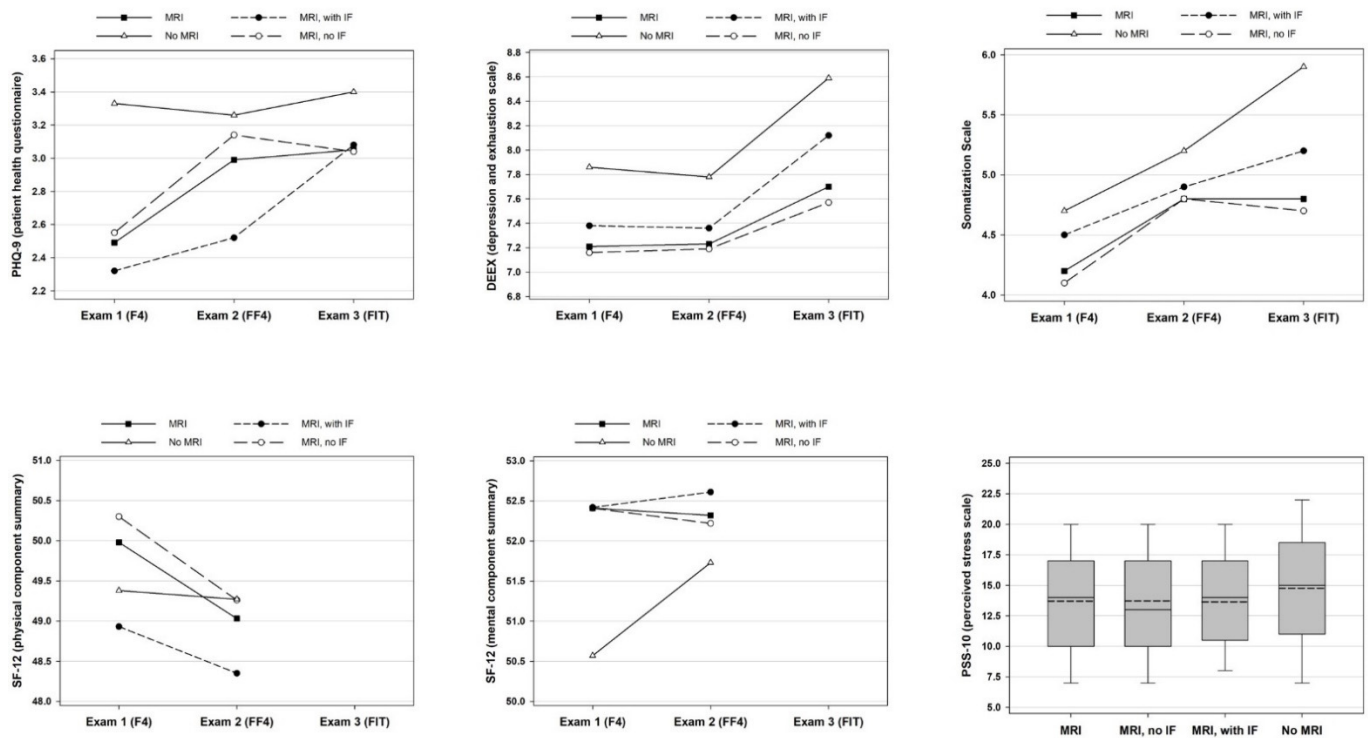 MRI
MRI, with IF
No MRI
MRI, no IF
PHQ-9 (patient health questionnaire)
3.6
3.4
3.2
3.0
2.8
2.6
2.4
2.2
Exam 1 (F4)
Exam 2 (FF4)
Exam 3 (FIT)
MRI
MRI, with IF
No MRI
MRI, no IF
DEEX (depression and exhaustion scale)
8.8
8.6
8.4
8.2
8.0
7.8
7.6
7.4
7.2
7.0
6.8
Exam 1 (F4)
Exam 2 (FF4)
Exam 3 (FIT)
MRI
MRI, with IF
No MRI
MRI, no IF
Somatization Scale
6.0
5.5
5.0
4.5
4.0
Exam 1 (F4)
Exam 2 (FF4)
Exam 3 (FIT)
MRI
MRI, with IF
No MRI
MRI, no IF
SF-12 (physical component summary)
51.0
50.5
50.0
49.5
49.0
48.5
48.0
Exam 1 (F4)
Exam 2 (FF4)
Exam 3 (FIT)
MRI
MRI, with IF
No MRI
MRI, no IF
SF-12 (mental component summary)
53.0
52.5
52.0
51.5
51.0
50.5
50.0
Exam 1 (F4)
Exam 2 (FF4)
Exam 3 (FIT)
PSS-10 (perceived stress scale)
25.0
22.5
20.0
17.5
15.0
12.5
10.0
7.5
5.0
MRI
MRI, no IF
MRI, with IF
No MRI